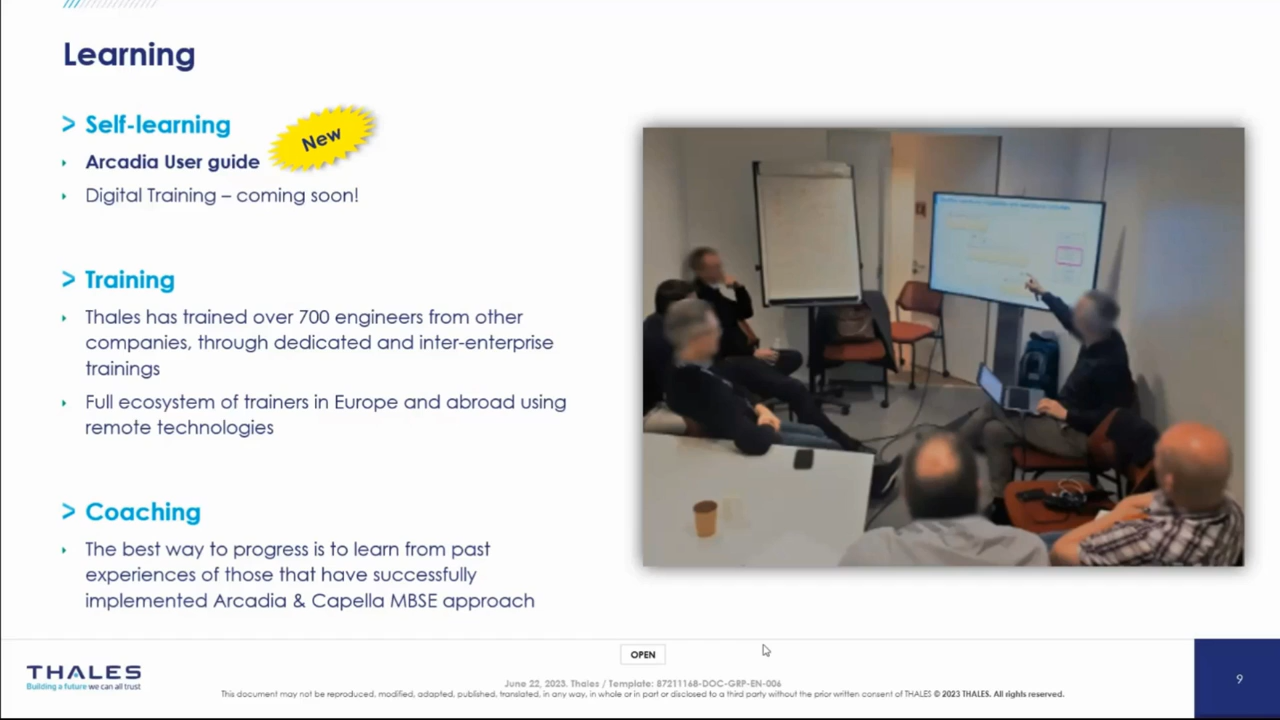 Learning
> Self-learning
New
Arcadia User guide
Digital Training – coming soon!
> Training
Thales has trained over 700 engineers from other
companies, through dedicated and inter-enterprise
trainings
Full ecosystem of trainers in Europe and abroad using
remote technologies
> Coaching
The best way to progress is to learn from past
experiences of those that have successfully
implemented Arcadia & Capella MBSE approach
THALES
Building a future we can all trust
OPEN
June 22, 2023. Thales / Template: 87211168-DOC-GRP-EN-006
This document may not be reproduced, modified, adapted, published, translated, in any way, in whole or in part or disclosed to a third party without the prior written consent of THALES © 2023 THALES. All rights reserved.
9